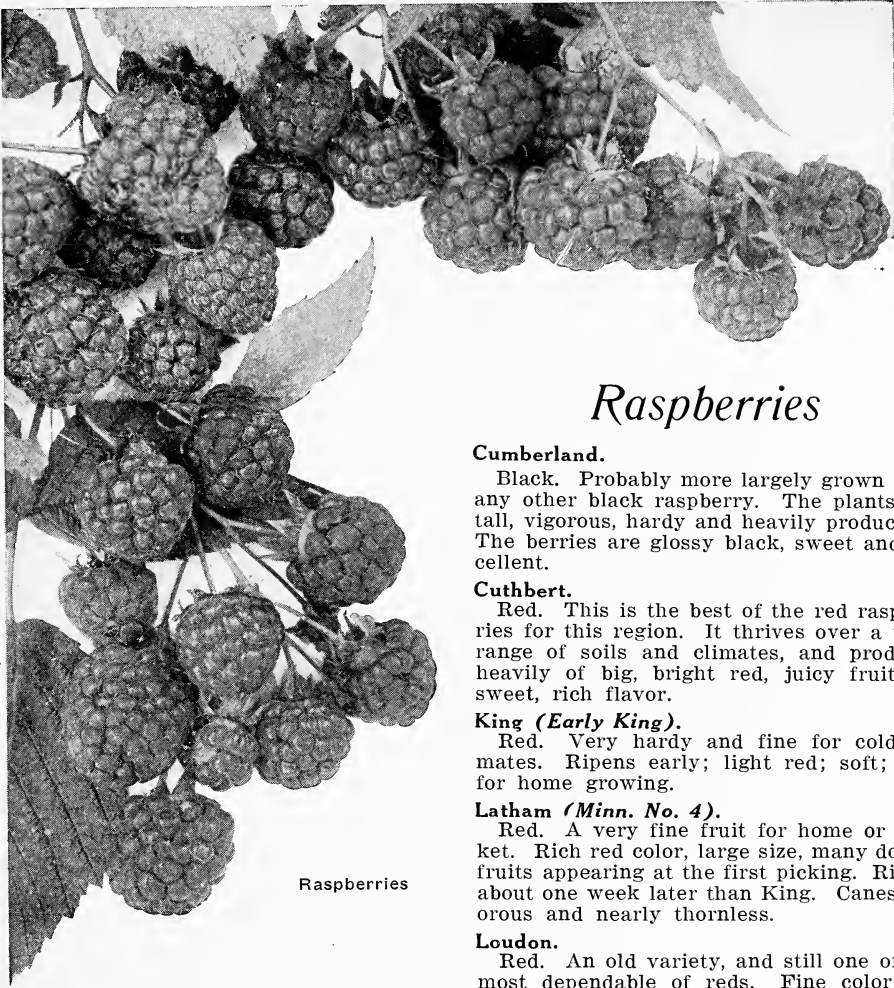 Raspberries
Cumberland.
Black. Probably more largely grown
any other black raspberry. The plants
tall, vigorous, hardy and heavily produc
The berries are glossy black, sweet and
cellent.
Cuthbert.
Red. This is the best of the red rasp
ries for this region. It thrives over a
range of soils and climates, and prod
heavily of big, bright red, juicy fruit
sweet, rich flavor.
King (Early King).
Red. Very hardy and fine for cold
mates. Ripens early; light red; soft;
for home growing.
Latham (Minn. No. 4).
Red. A very fine fruit for home or
ket. Rich red color, large size, many do
fruits appearing at the first picking. Ri
about one week later than King. Canes
orous and nearly thornless.
Loudon.
Red. An old variety, and still one of
most dependable of reds. Fine color
Raspberries